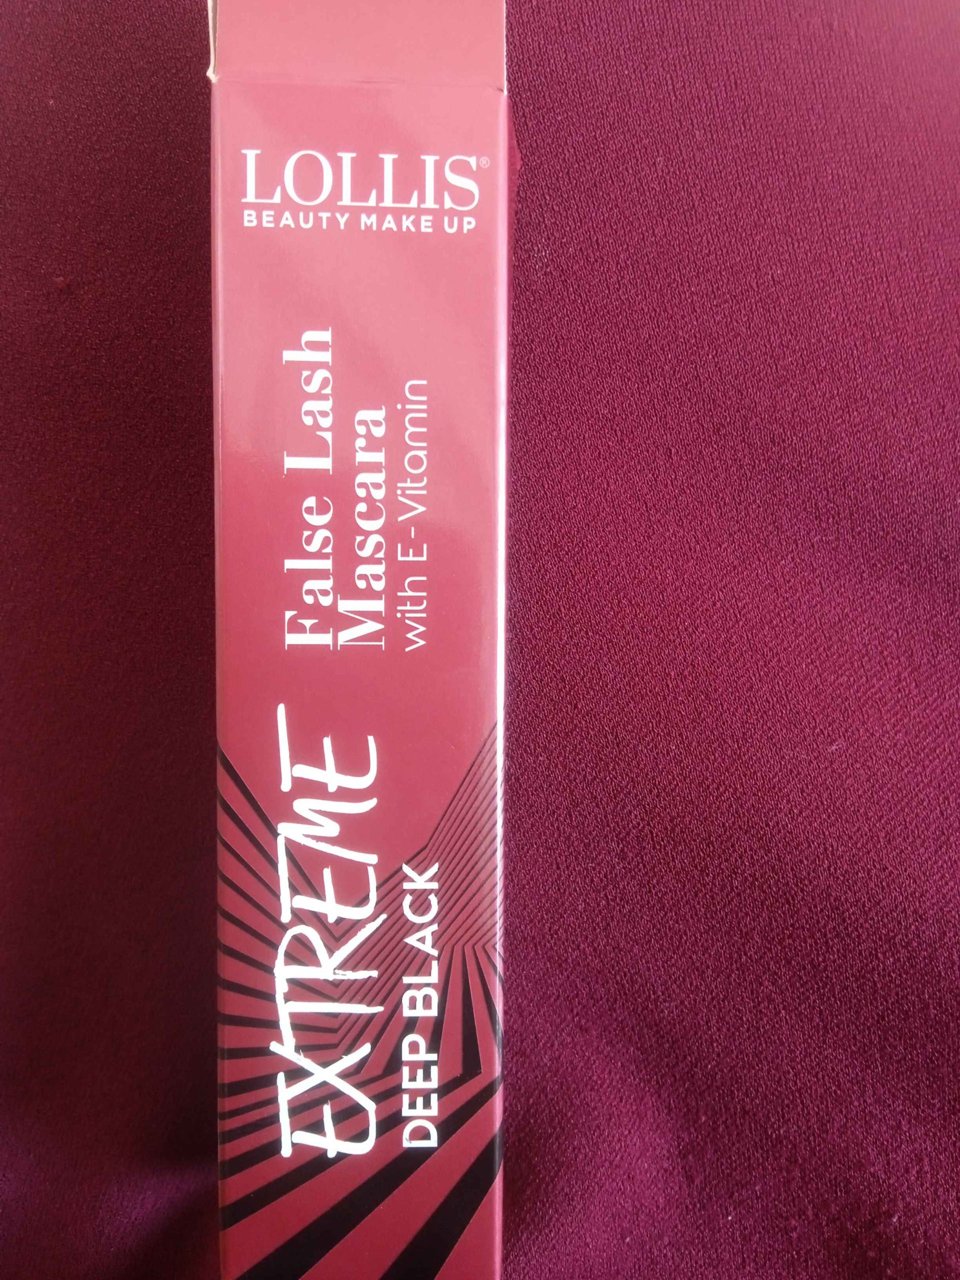 LOLLIS®
BEAUTY MAKE UP
False Lash
Mascara
with E-Vitamin
EXTREME
DEEP BLACK